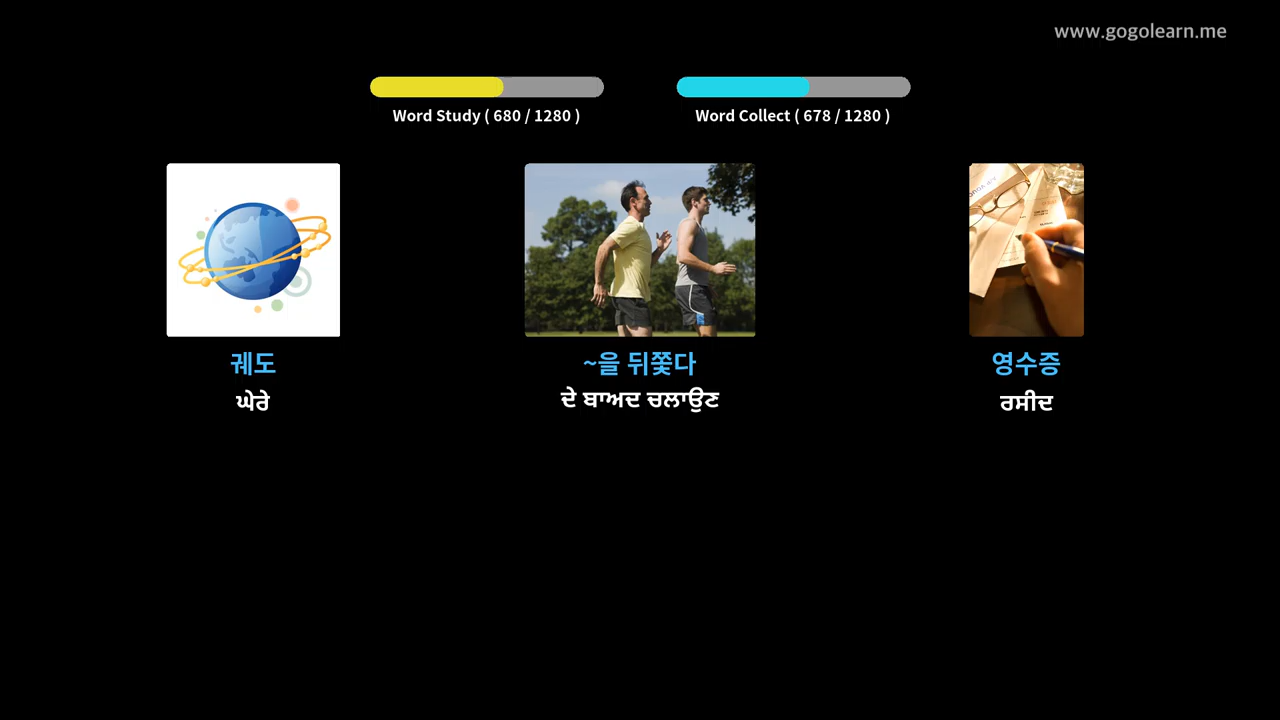 www.gogolearn.me
Word Study ( 680 / 1280 )
Word Collect ( 678 / 1280 )
궤도
~을 뒤쫓다
영수증
ਘੇਰੇ
ਦੇ ਬਾਅਦ ਚਲਾਉਣ
ਰਸੀਦ